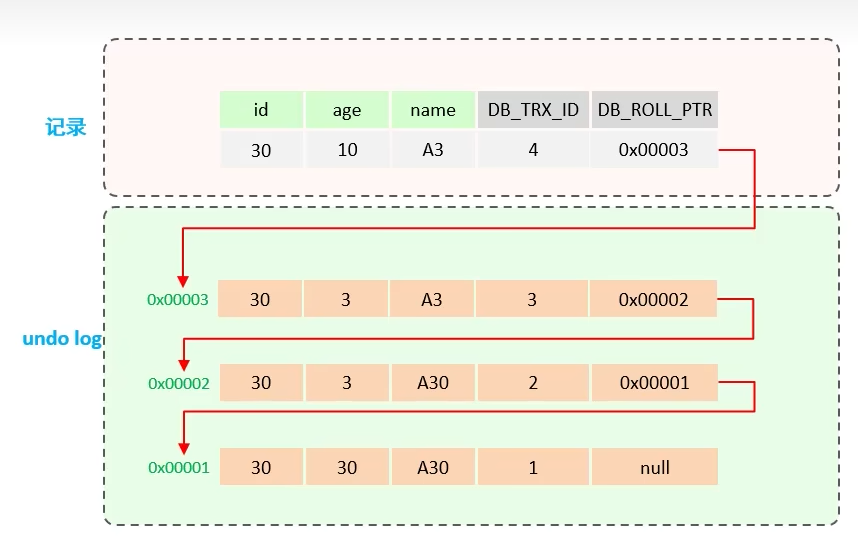 记录
id age name DB_TRX_ID DB_ROLL_PTR
30 10 A3 4 0x00003
undo log
0x00003 30 3 A3 3 0x00002
0x00002 30 3 A30 2 0x00001
0x00001 30 30 A30 1 null